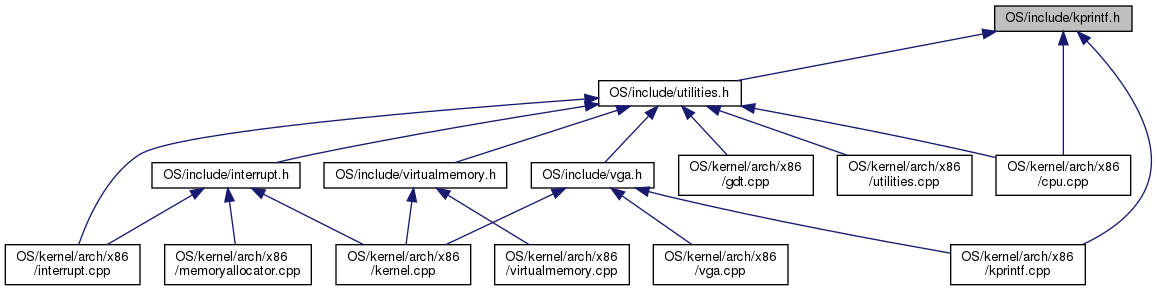 OS/include/kprintf.h
OS/include/utilities.h
OS/include/interrupt.h
OS/include/virtualmemory.h
OS/include/vga.h
OS/kernel/arch/x86
/gdt.cpp
OS/kernel/arch/x86
/utilities.cpp
OS/kernel/arch/x86
/cpu.cpp
OS/kernel/arch/x86
/interrupt.cpp
OS/kernel/arch/x86
/memoryallocator.cpp
OS/kernel/arch/x86
/kernel.cpp
OS/kernel/arch/x86
/virtualmemory.cpp
OS/kernel/arch/x86
/vga.cpp
OS/kernel/arch/x86
/kprintf.cpp